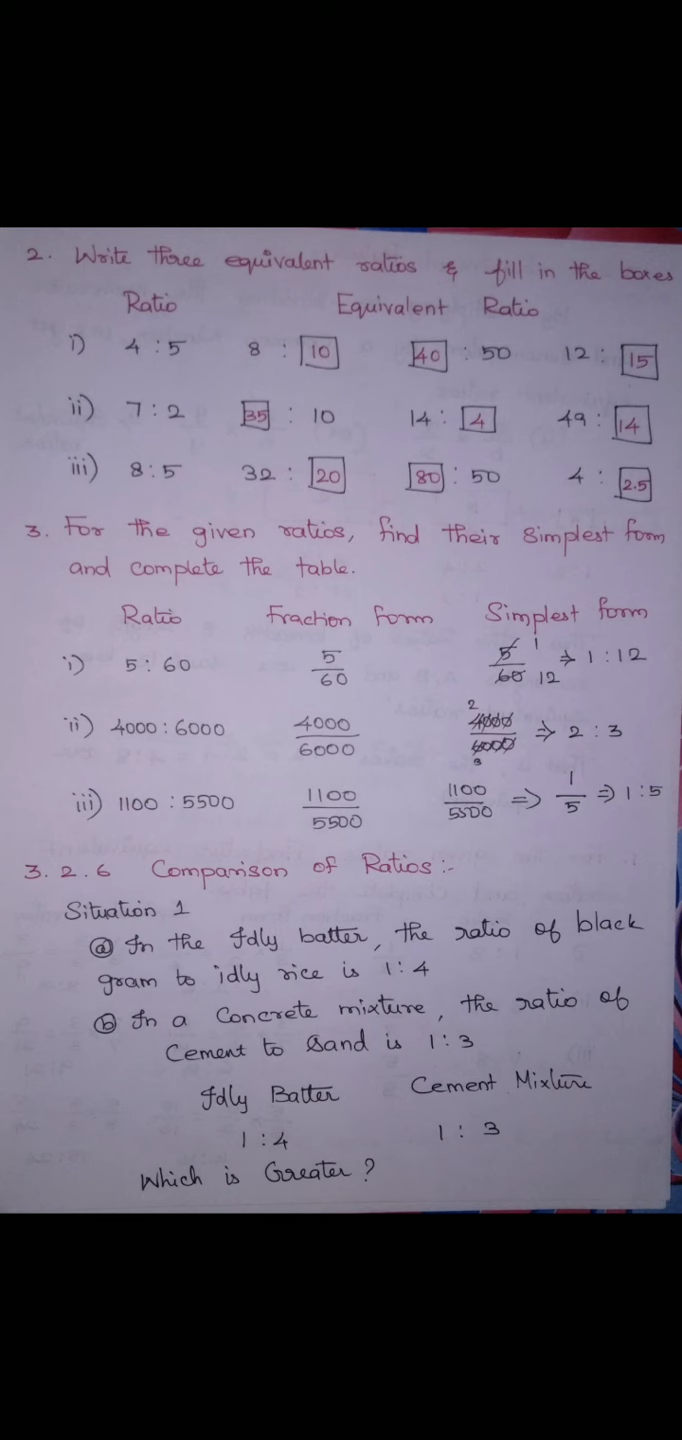 2. Write three equivalent ratios & fill in the boxes
Ratio Equivalent Ratio
i) 4 : 5 8 : 10 40 : 50 12 : 15
ii) 7 : 2 35 : 10 14 : 4 49 : 14
iii) 8 : 5 32 : 20 80 : 50 4 : 2.5
3. For the given ratios, find their Simplest form
and complete the table.
Ratio Fraction form Simplest form
i) 5 : 60 5/60 5/60 1 12 ⇒ 1 : 12
ii) 4000 : 6000 4000/6000 2 4000/6000 3 ⇒ 2 : 3
iii) 1100 : 5500 1100/5500 1100/5500 ⇒ 1/5 ⇒ 1 : 5
3.2.6 Comparison of Ratios :-
Situation 1
ⓐ In the Idly batter, the ratio of black
gram to idly rice is 1 : 4
ⓑ In a Concrete mixture, the ratio of
Cement to Sand is 1 : 3
Idly Batter Cement Mixture
1 : 4 1 : 3
Which is Greater ?